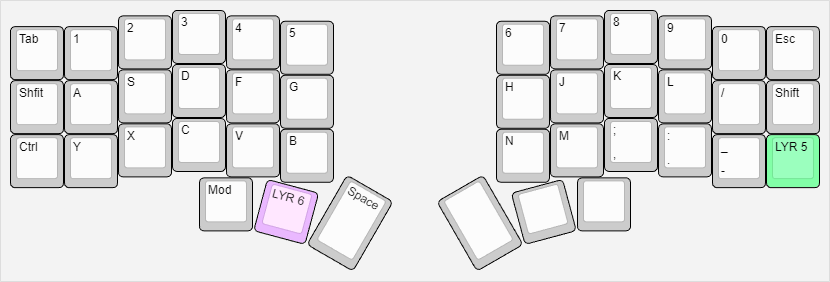 Tab 1 2 3 4 5 6 7 8 9 0 Esc
Shfit A S D F G H J K L / Shift
Ctrl Y X C V B N M ; : _ LYR 5
, . -
Mod LYR 6 Space